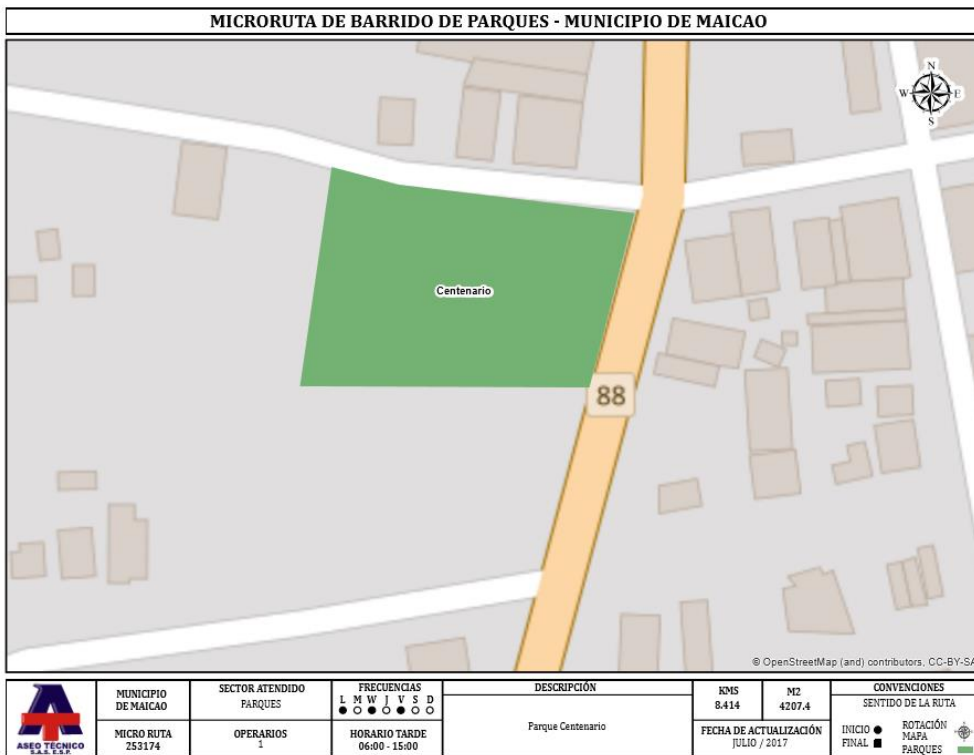 MICRORUTA DE BARRIDO DE PARQUES - MUNICIPIO DE MAICAO
N
W E
S
Centenario
88
© OpenStreetMap (and) contributors, CC-BY-SA
ASEO TÉCNICO
S.A.S. E.S.P.
MUNICIPIO
DE MAICAO
MICRO RUTA
253174
SECTOR ATENDIDO
PARQUES
OPERARIOS
1
FRECUENCIAS
L M W J V S D
HORARIO TARDE
06:00 - 15:00
DESCRIPCIÓN
Parque Centenario
KMS
8.414
M2
4207.4
FECHA DE ACTUALIZACIÓN
JULIO / 2017
CONVENCIONES
SENTIDO DE LA RUTA
INICIO
FINAL
ROTACIÓN
MAPA
PARQUES